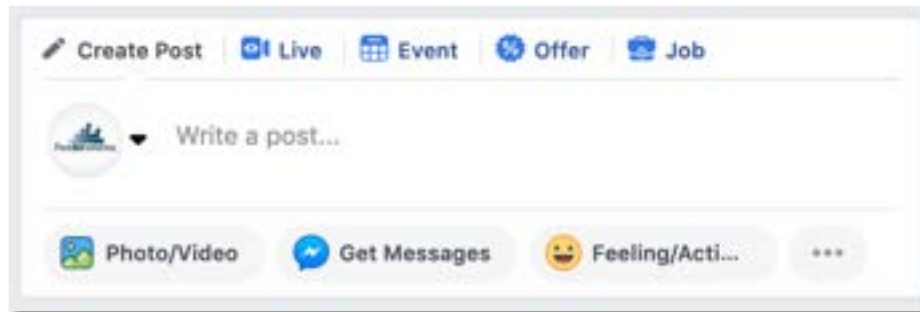 Create Post Live Event Offer Job
Write a post...
Photo/Video Get Messages Feeling/Acti... ...